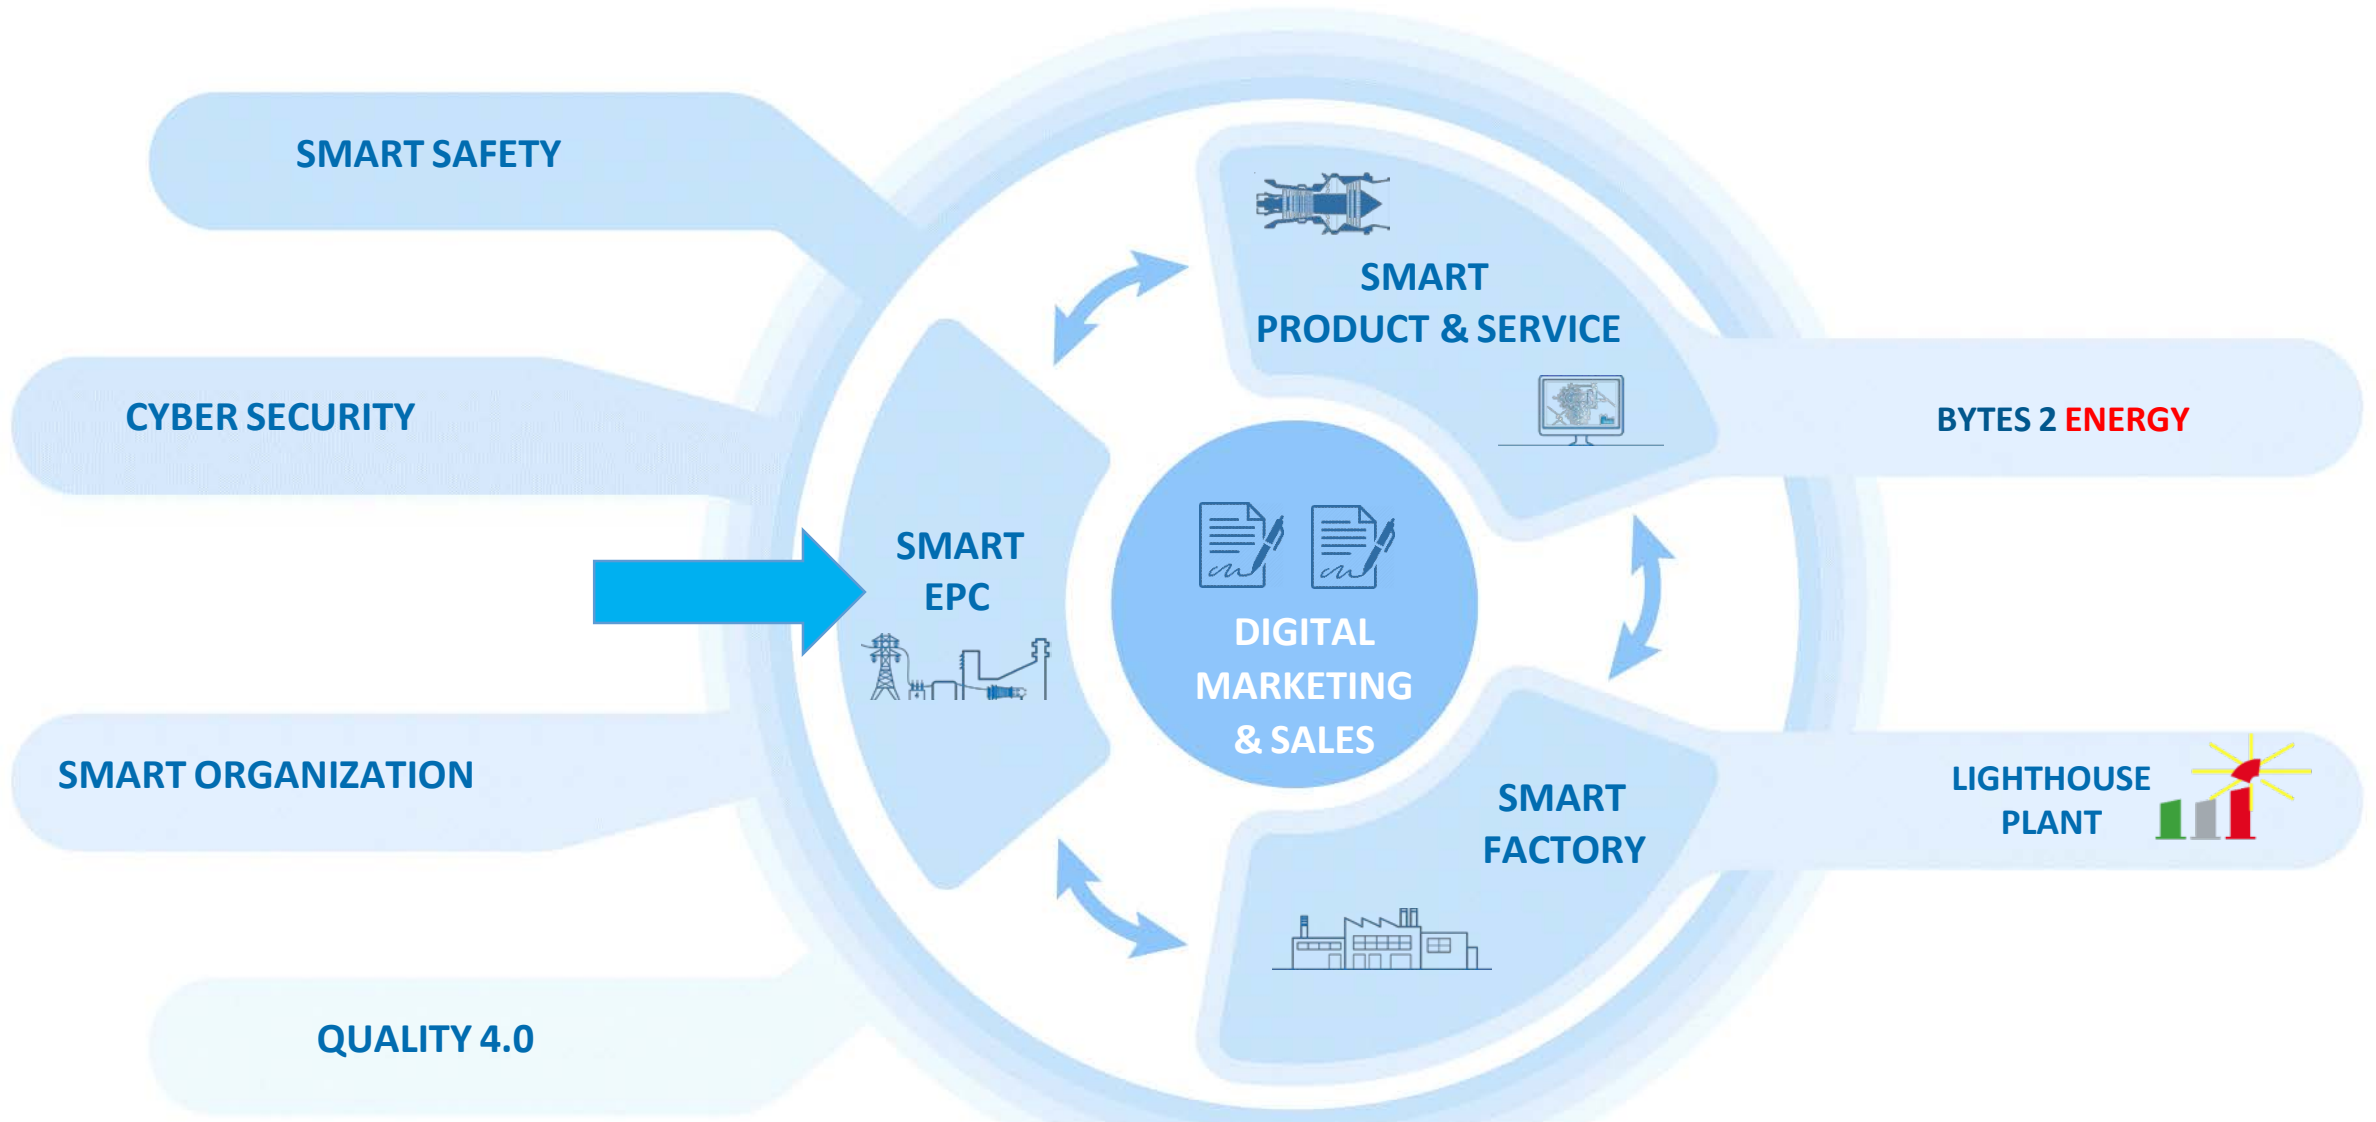 SMART SAFETY
CYBER SECURITY
SMART ORGANIZATION
QUALITY 4.0
SMART
EPC
SMART
PRODUCT & SERVICE
DIGITAL
MARKETING
& SALES
SMART
FACTORY
BYTES 2 ENERGY
LIGHTHOUSE
PLANT